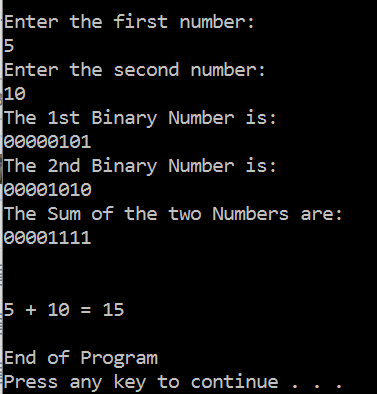 Enter the first number:
5
Enter the second number:
10
The 1st Binary Number is:
00000101
The 2nd Binary Number is:
00001010
The Sum of the two Numbers are:
00001111
5 + 10 = 15
End of Program
Press any key to continue . . .